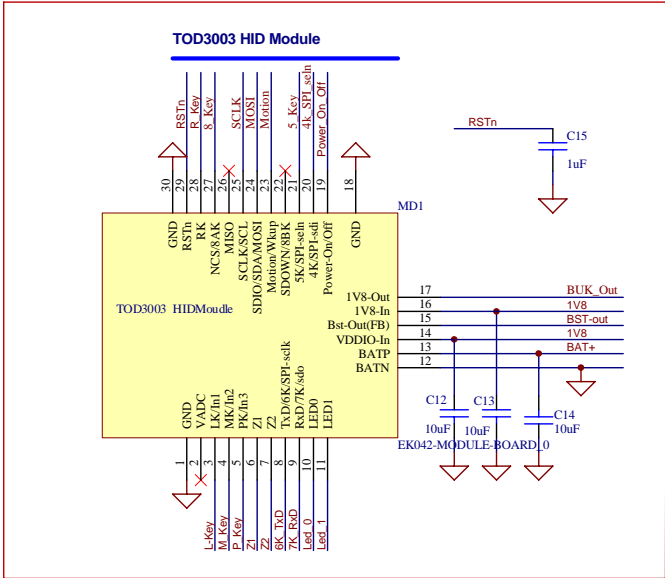 TOD3003 HID Module
RSTn
R_Key
8_Key
SCLK
MOSI
Motion
5_Key
4k_SPI_seln
Power_On_Off
RSTn
C15
1uF
30
29
28
27
26
25
24
23
22
21
20
19
18
MD1
GND
RSTn
RK
NCS/8AK
MISO
SCLK/SCL
SDIO/SDA/MOSI
Motion/Wkup
SDOWN/8BK
5K/SPI-seln
4K/SPI-sdi
Power-On/Off
GND
TOD3003 HIDMoudle
1V8-Out 17 BUK_Out
1V8-In 16 1V8
Bst-Out(FB) 15 BST-out
VDDIO-In 14 1V8
BATP 13 BAT+
BATN 12
GND
VADC
LK/In1
MK/In2
PK/In3
Z1
Z2
TxD/6K/SPI-sclk
RxD/7K/sdo
LED0
LED1
C12
10uF
C13
10uF
C14
10uF
EK042-MODULE-BOARD_0
1
2
3
4
5
6
7
8
9
10
11
L-Key
M_Key
P_Key
Z1
Z2
6K_TxD
7K_RxD
Led_0
Led_1